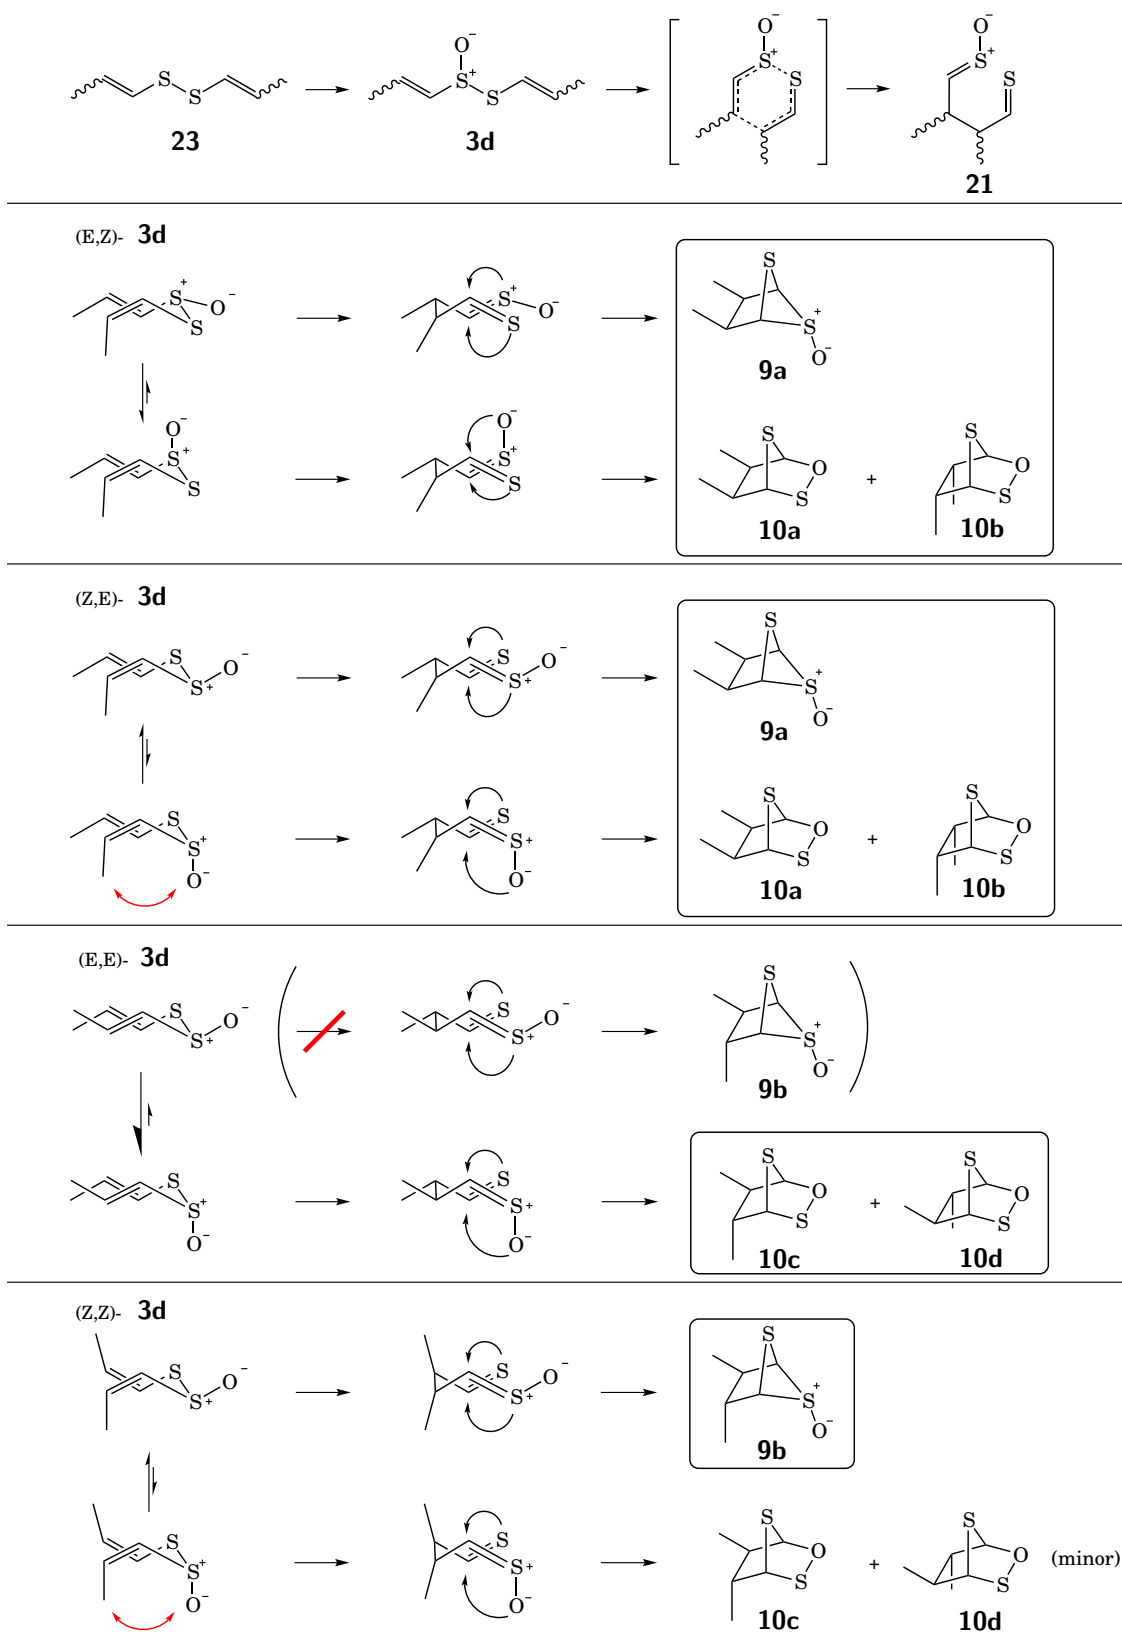 O⁻ O⁻ O⁻
S S S⁺ S S⁺ S S⁺ S
23 3d 21
(E,Z)- 3d
S⁺ O⁻ S S⁺ O⁻ S S S⁺ O⁻
9a
O⁻ S⁺ S O⁻ S⁺ S S O S + S O S
10a 10b
(Z,E)- 3d
S S⁺ O⁻ S S⁺ O⁻ S S⁺ O⁻
9a
S S⁺ O⁻ S S⁺ O⁻ S O S + S O S
10a 10b
(E,E)- 3d
S S⁺ O⁻ S S⁺ O⁻ S S⁺ O⁻
9b
S S⁺ O⁻ S S⁺ O⁻ S O S + S O S
10c 10d
(Z,Z)- 3d
S S⁺ O⁻ S S⁺ O⁻ S S⁺ O⁻
9b
S S⁺ O⁻ S S⁺ O⁻ S O S + S O S (minor)
10c 10d